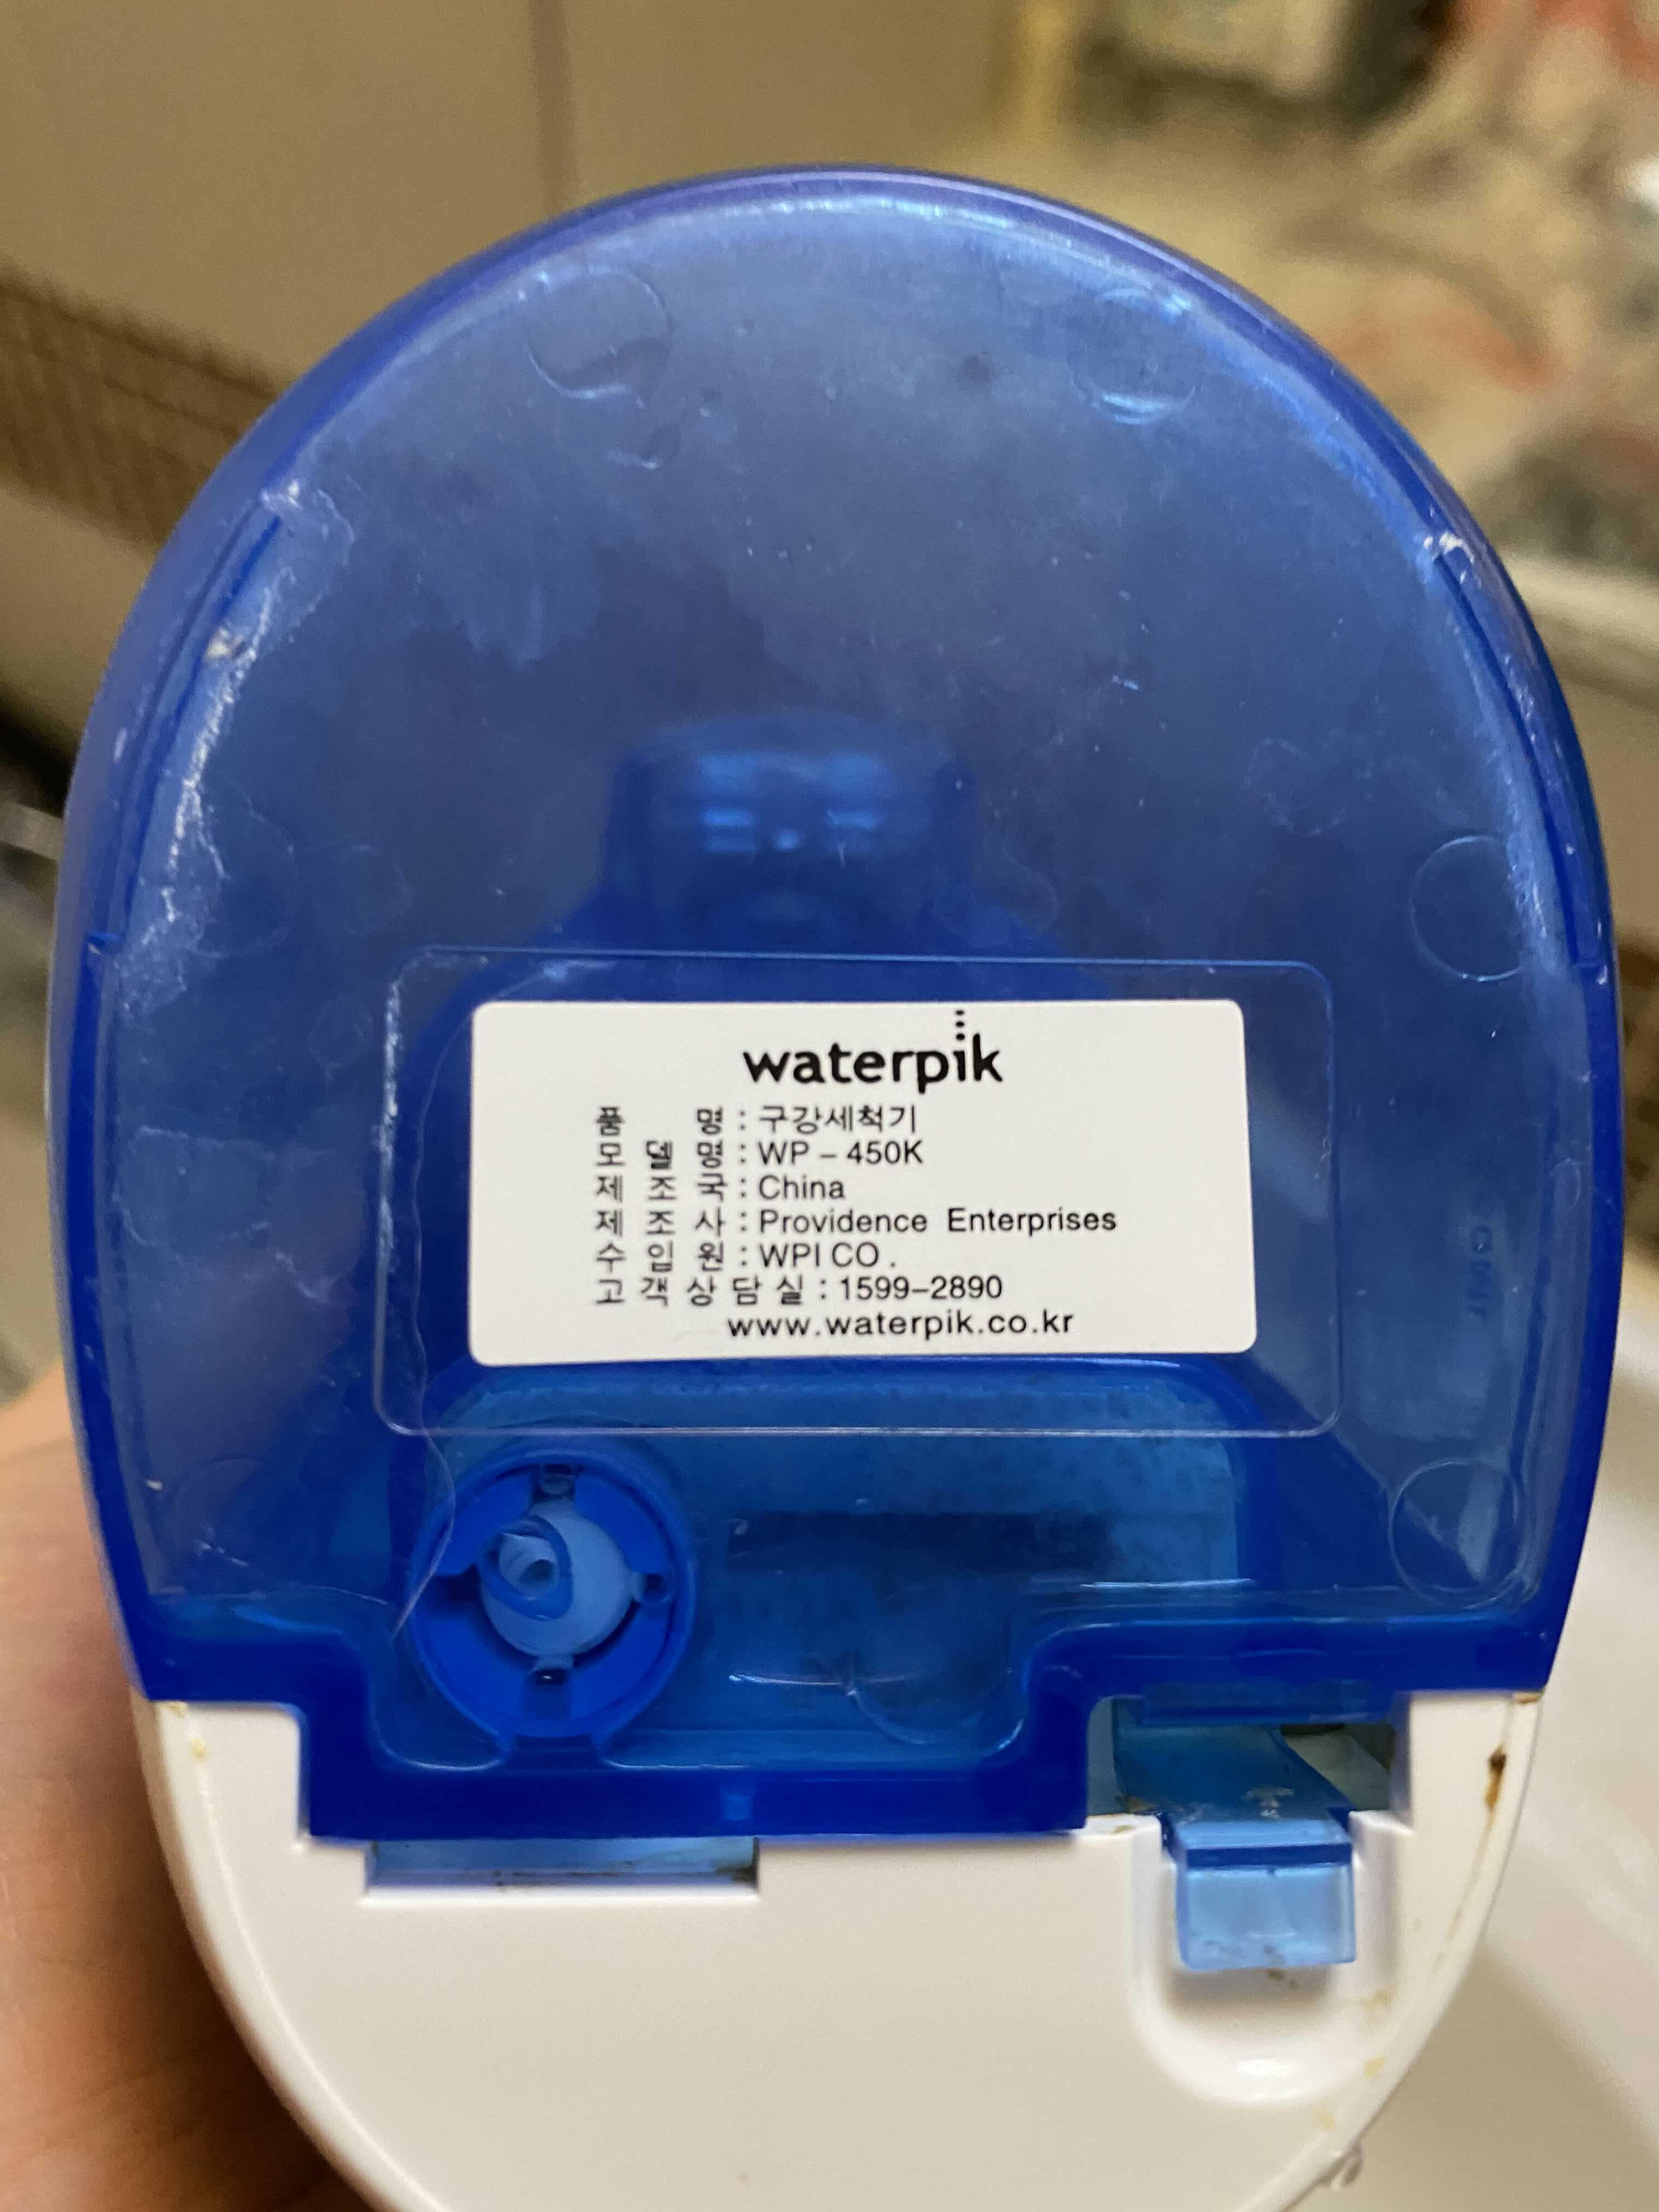 waterpik
품 명 : 구강세척기
모 델 명 : WP – 450K
제 조 국 : China
제 조 사 : Providence Enterprises
수 입 원 : WPI CO .
고 객 상 담 실 : 1599–2890
www.waterpik.co.kr